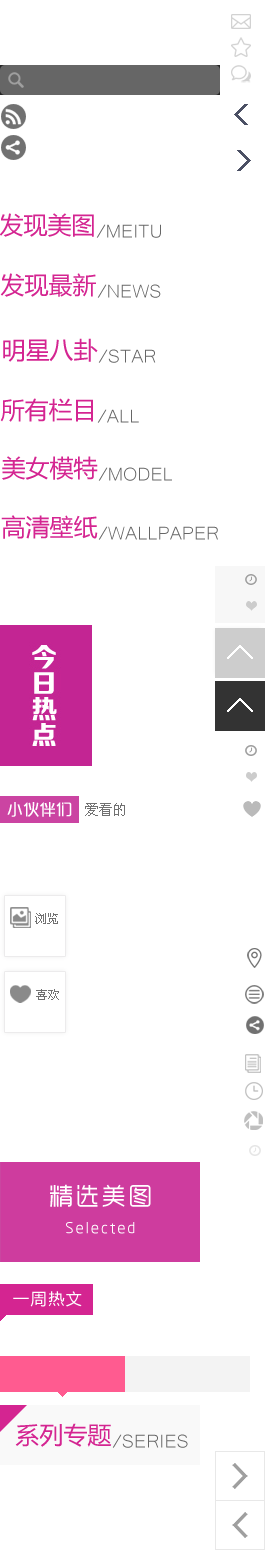 发现美图/MEITU
发现最新/NEWS
明星八卦/STAR
所有栏目/ALL
美女模特/MODEL
高清壁纸/WALLPAPER
今日热点
小伙伴们 爱看的
浏览
喜欢
精选美图
Selected
一周热文
系列专题/SERIES